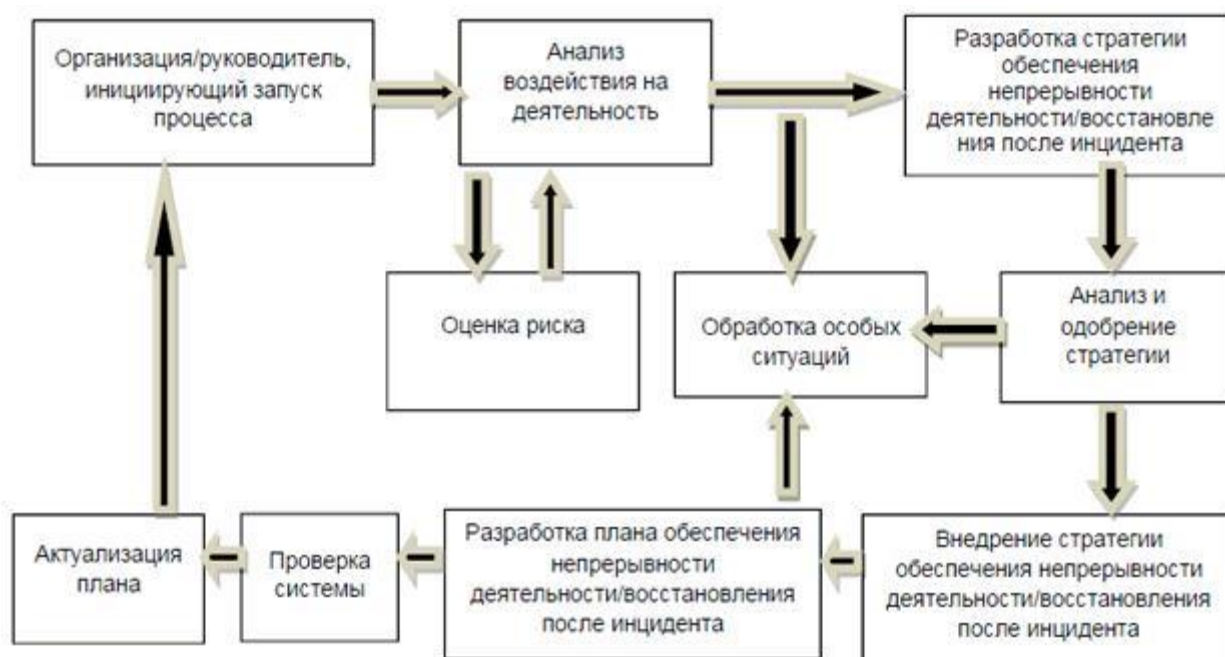 Организация/руководитель,
инициирующий запуск
процесса
Анализ
воздействия на
деятельность
Разработка стратегии
обеспечения
непрерывности
деятельности/восстановле
ния после инцидента
Оценка риска
Обработка особых
ситуаций
Анализ и
одобрение
стратегии
Актуализация
плана
Проверка
системы
Разработка плана обеспечения
непрерывности
деятельности/восстановления
после инцидента
Внедрение стратегии
обеспечения непрерывности
деятельности/восстановления
после инцидента